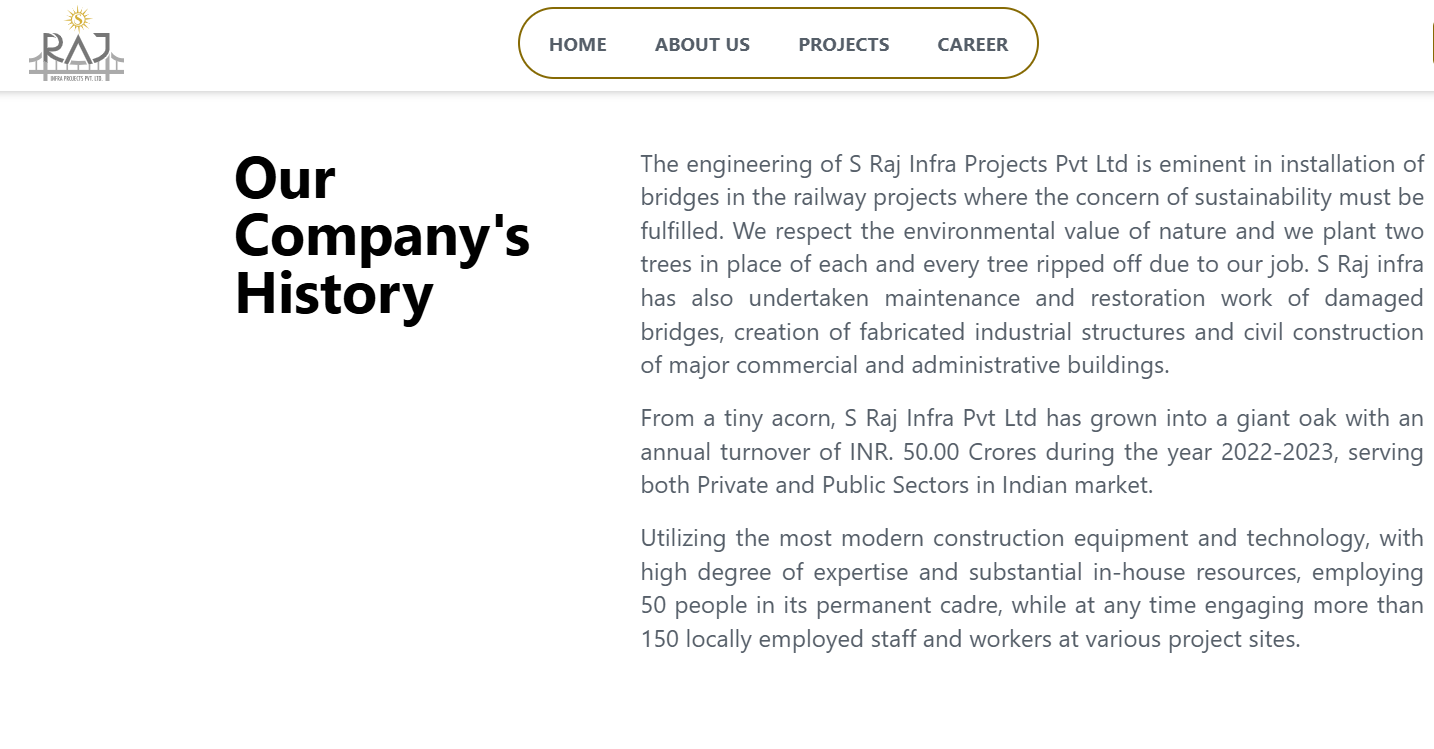 S
RAJ
INFRA PROJECTS PVT. LTD.
HOME ABOUT US PROJECTS CAREER
Our
Company's
History
The engineering of S Raj Infra Projects Pvt Ltd is eminent in installation of
bridges in the railway projects where the concern of sustainability must be
fulfilled. We respect the environmental value of nature and we plant two
trees in place of each and every tree ripped off due to our job. S Raj infra
has also undertaken maintenance and restoration work of damaged
bridges, creation of fabricated industrial structures and civil construction
of major commercial and administrative buildings.
From a tiny acorn, S Raj Infra Pvt Ltd has grown into a giant oak with an
annual turnover of INR. 50.00 Crores during the year 2022-2023, serving
both Private and Public Sectors in Indian market.
Utilizing the most modern construction equipment and technology, with
high degree of expertise and substantial in-house resources, employing
50 people in its permanent cadre, while at any time engaging more than
150 locally employed staff and workers at various project sites.